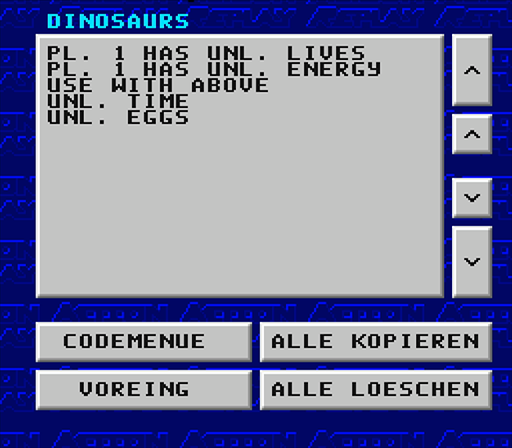 DINOSAURS
PL. 1 HAS UNL. LIVES
PL. 1 HAS UNL. ENERGY
USE WITH ABOVE
UNL. TIME
UNL. EGGS
CODEMENUE
ALLE KOPIEREN
VOREING
ALLE LOESCHEN